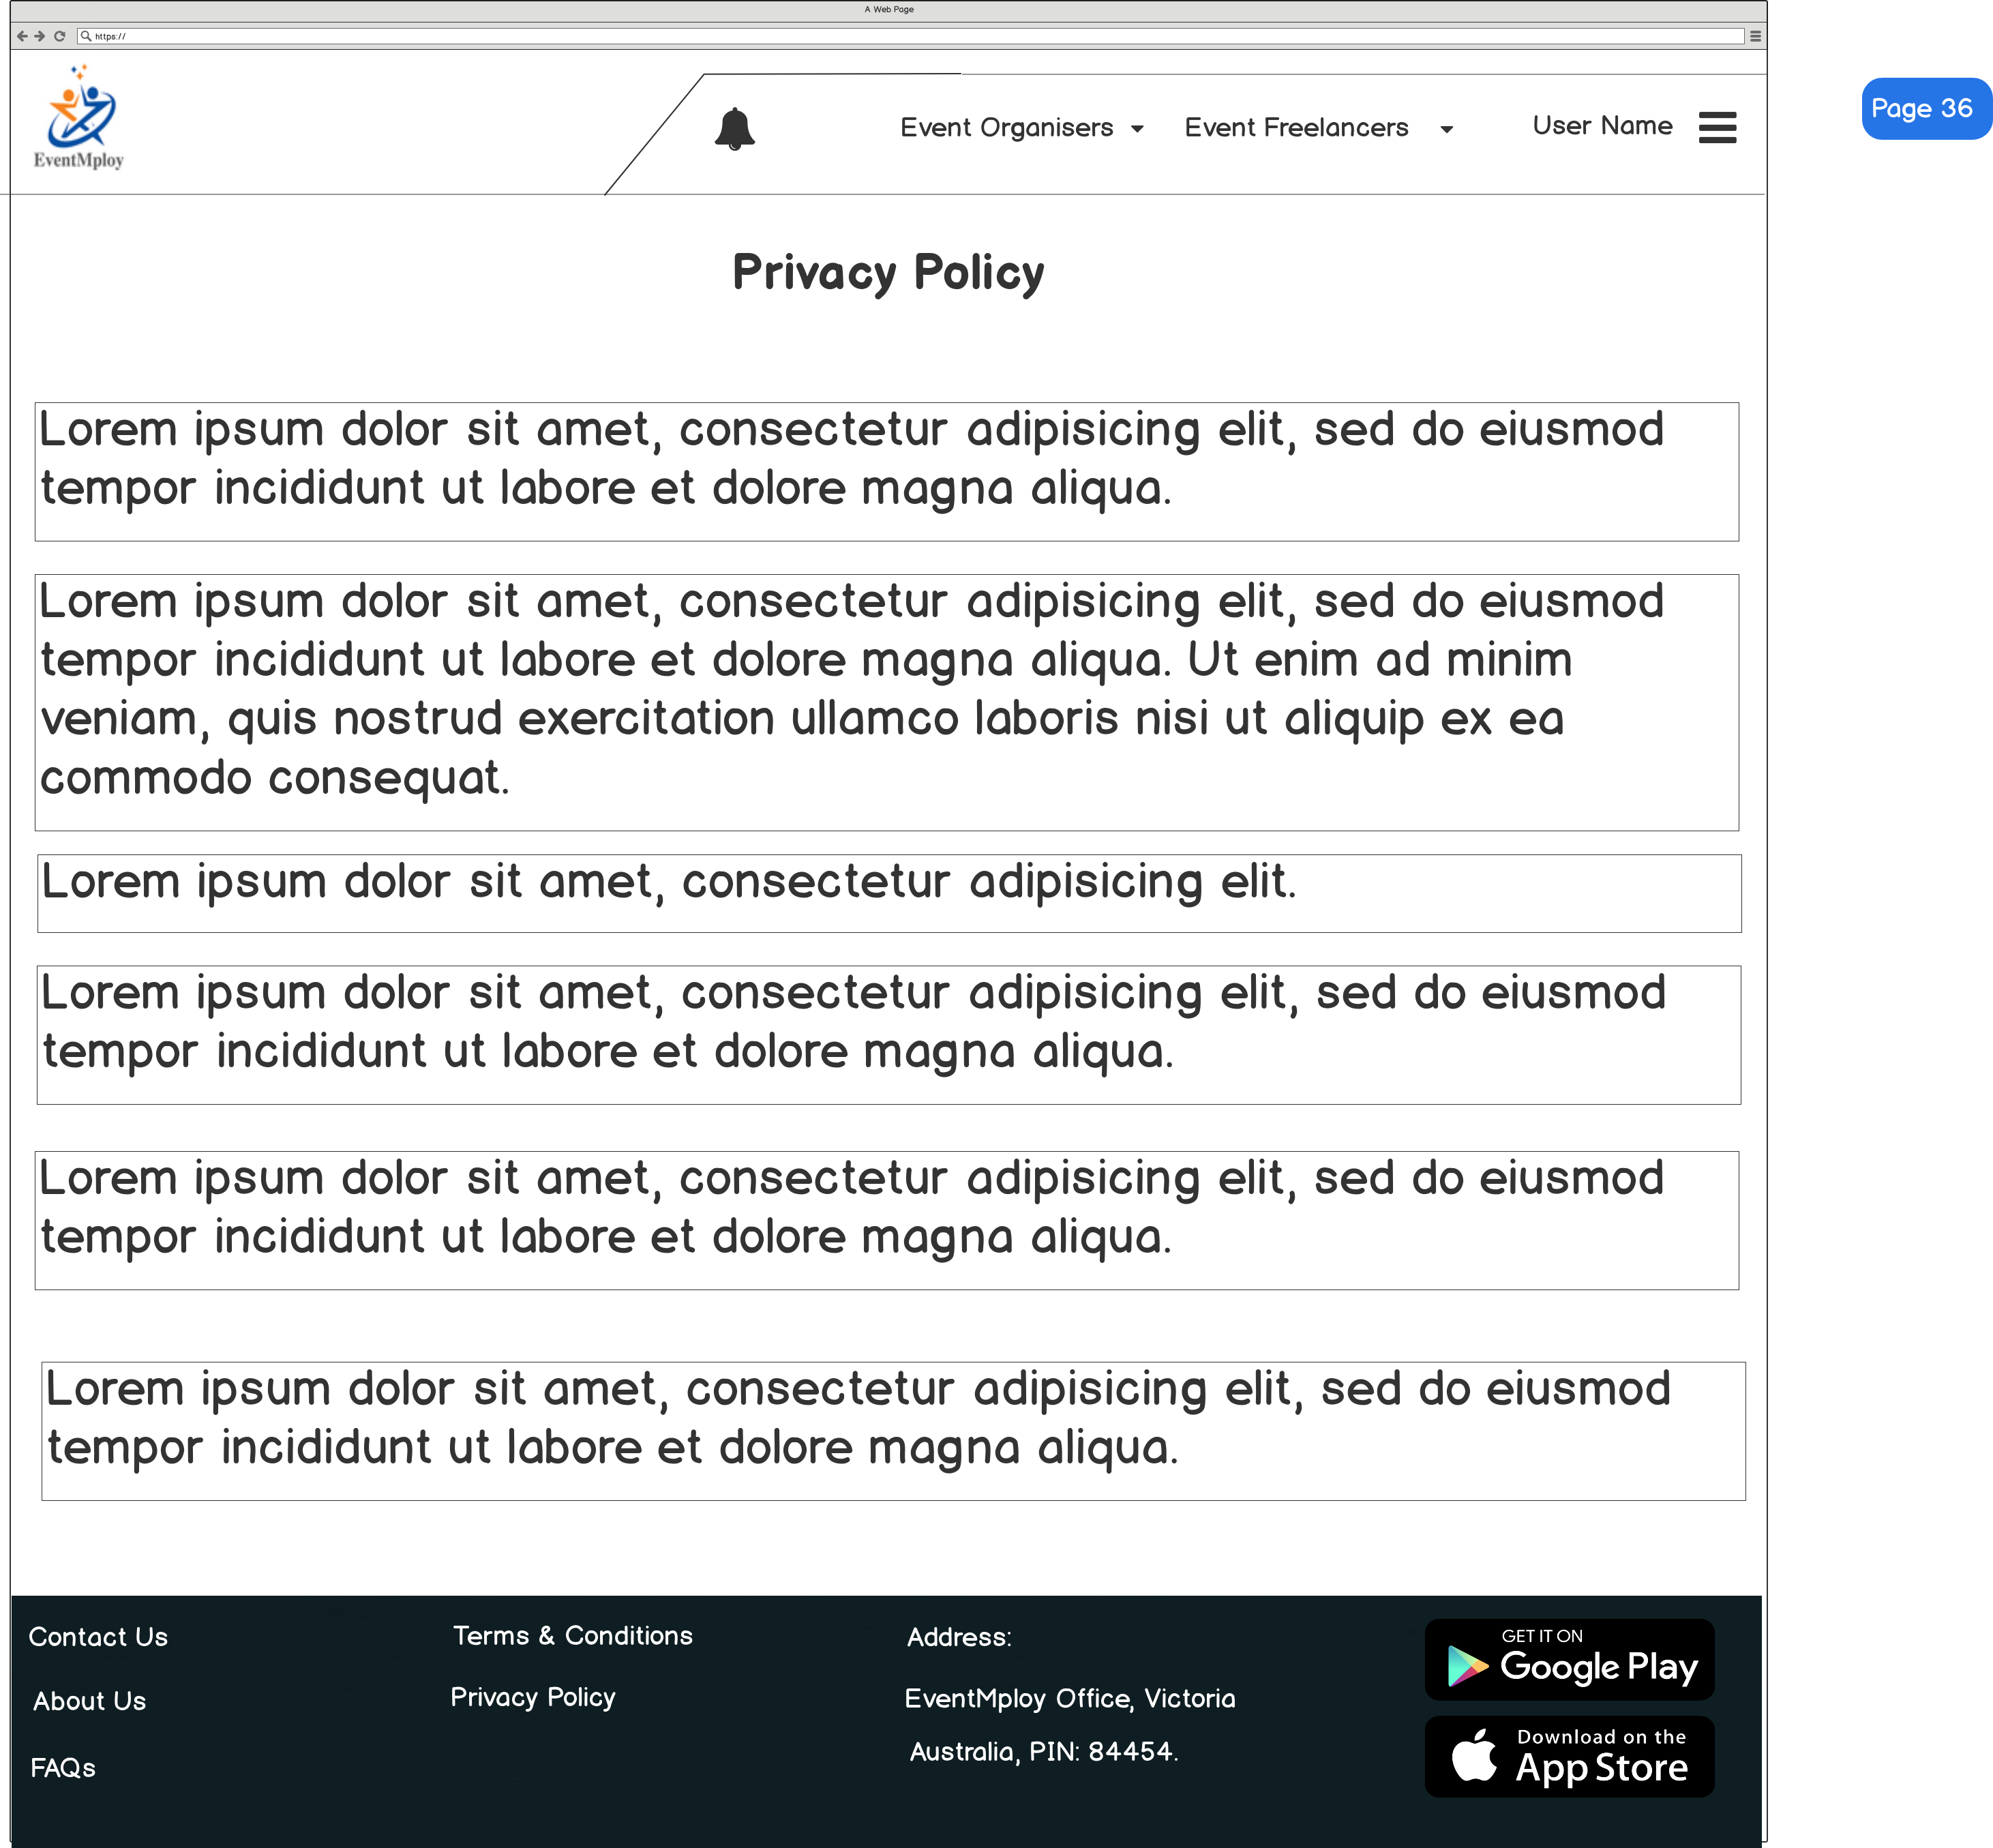 A Web Page
https://
EventMploy
Event Organisers
Event Freelancers
User Name
Page 36
Privacy Policy
Lorem ipsum dolor sit amet, consectetur adipisicing elit, sed do eiusmod
tempor incididunt ut labore et dolore magna aliqua.
Lorem ipsum dolor sit amet, consectetur adipisicing elit, sed do eiusmod
tempor incididunt ut labore et dolore magna aliqua. Ut enim ad minim
veniam, quis nostrud exercitation ullamco laboris nisi ut aliquip ex ea
commodo consequat.
Lorem ipsum dolor sit amet, consectetur adipisicing elit.
Lorem ipsum dolor sit amet, consectetur adipisicing elit, sed do eiusmod
tempor incididunt ut labore et dolore magna aliqua.
Lorem ipsum dolor sit amet, consectetur adipisicing elit, sed do eiusmod
tempor incididunt ut labore et dolore magna aliqua.
Lorem ipsum dolor sit amet, consectetur adipisicing elit, sed do eiusmod
tempor incididunt ut labore et dolore magna aliqua.
Contact Us
About Us
FAQs
Terms & Conditions
Privacy Policy
Address:
EventMploy Office, Victoria
Australia, PIN: 84454.
GET IT ON
Google Play
Download on the
App Store